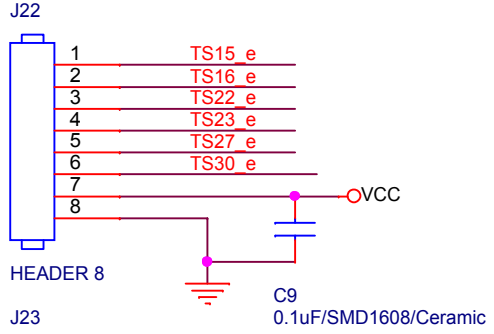 J22
1 TS15_e
2 TS16_e
3 TS22_e
4 TS23_e
5 TS27_e
6 TS30_e
7 VCC
8
HEADER 8
C9
J23 0.1uF/SMD1608/Ceramic